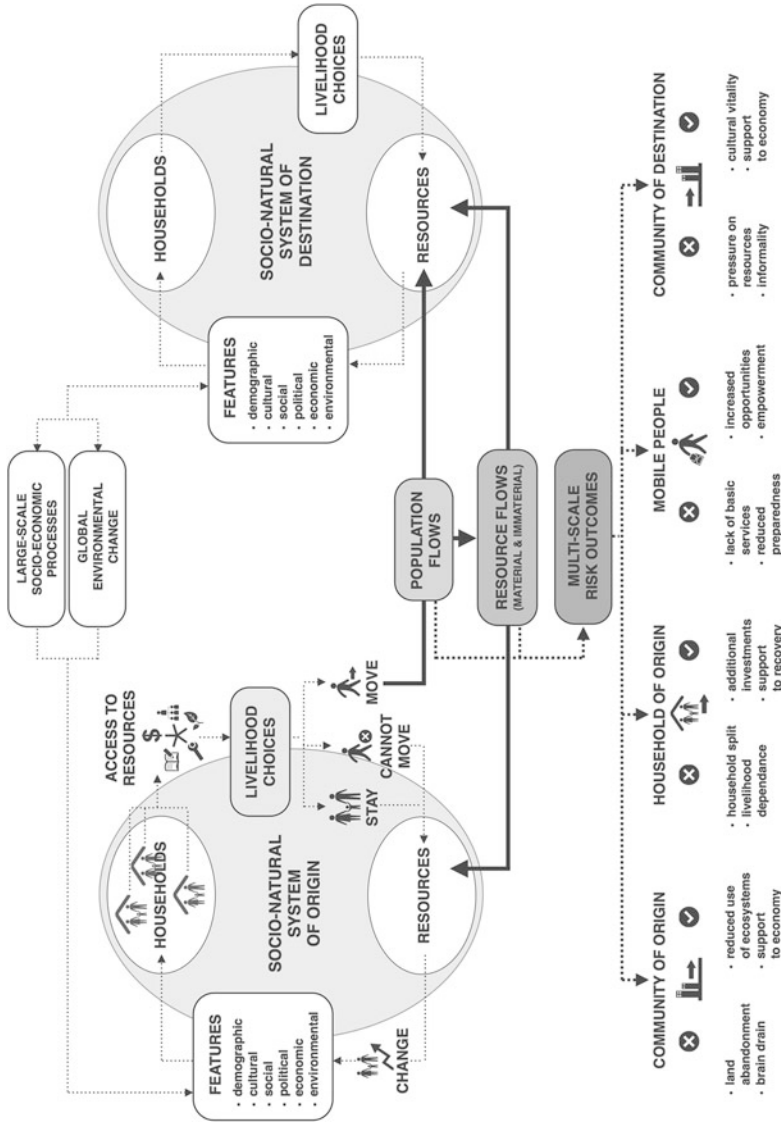 LARGE-SCALE
SOCIO-ECONOMIC
PROCESSES
GLOBAL
ENVIRONMENTAL
CHANGE
FEATURES
• demographic
• cultural
• social
• political
• economic
• environmental
HOUSEHOLDS
ACCESS TO
RESOURCES
$
SOCIO-NATURAL
SYSTEM
OF ORIGIN
LIVELIHOOD
CHOICES
STAY
CANNOT
MOVE
MOVE
RESOURCES
CHANGE
FEATURES
• demographic
• cultural
• social
• political
• economic
• environmental
HOUSEHOLDS
SOCIO-NATURAL
SYSTEM OF
DESTINATION
LIVELIHOOD
CHOICES
RESOURCES
POPULATION
FLOWS
RESOURCE FLOWS
(MATERIAL & IMMATERIAL)
MULTI-SCALE
RISK OUTCOMES
COMMUNITY OF ORIGIN
• land
abandonment
• brain drain
• reduced use
of ecosystems
• support
to economy
HOUSEHOLD OF ORIGIN
• household split
• livelihood
dependance
• additional
investments
• support
to recovery
MOBILE PEOPLE
• lack of basic
services
• reduced
preparedness
• increased
opportunities
• empowerment
COMMUNITY OF DESTINATION
• pressure on
resources
• informality
• cultural vitality
• support
to economy